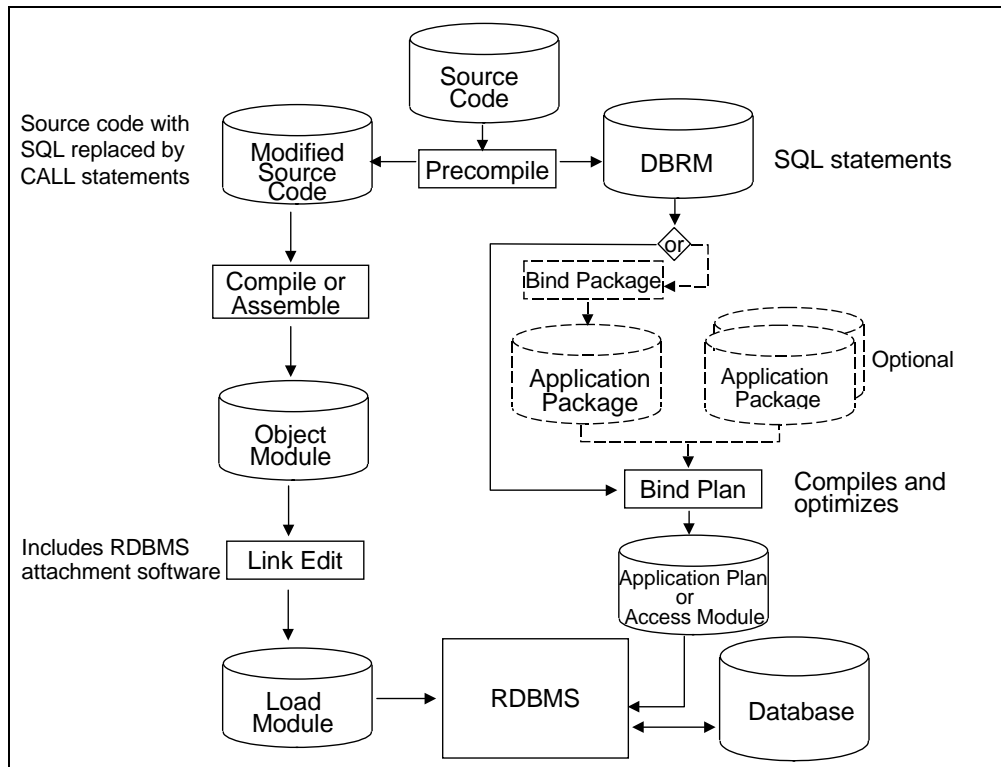 Source
Code
Source code with
SQL replaced by
CALL statements
Modified
Source
Code
Precompile
DBRM
SQL statements
or
Bind Package
Compile or
Assemble
Application
Package
Application
Package
Optional
Object
Module
Bind Plan
Compiles and
optimizes
Includes RDBMS
attachment software
Link Edit
Application Plan
or
Access Module
Load
Module
RDBMS
Database